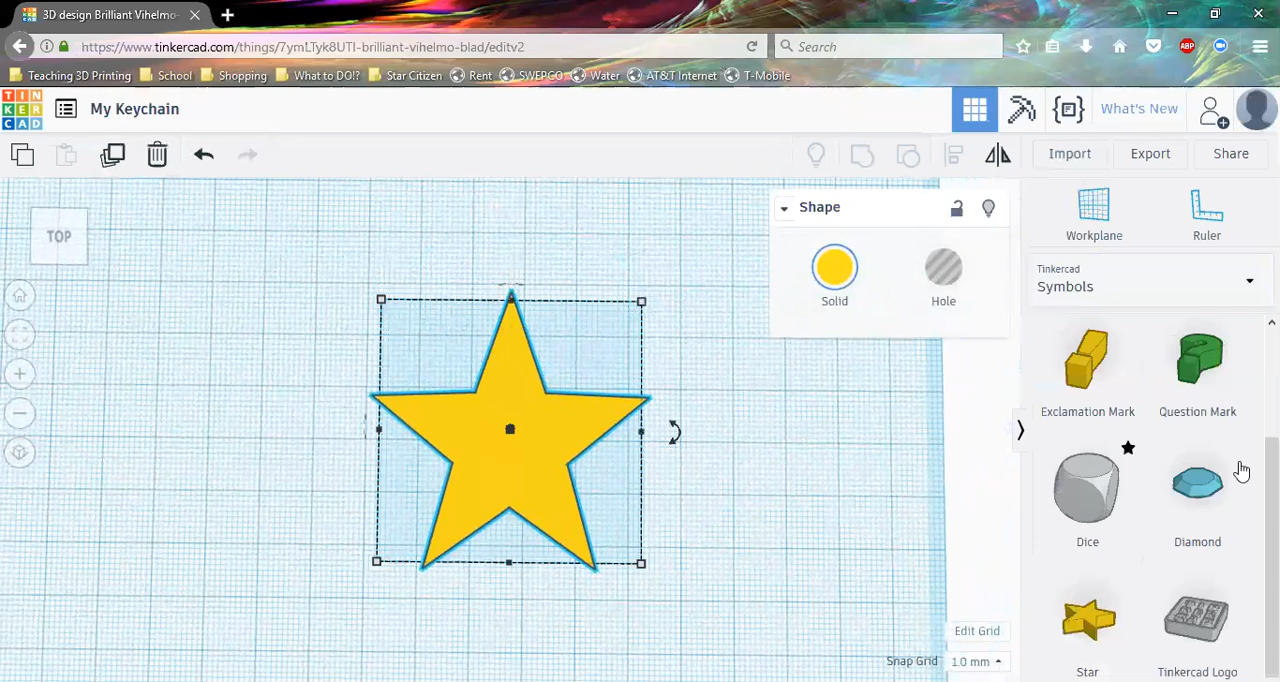 3D design Brilliant Vihelmo-
https://www.tinkercad.com/things/7ymLTyk8UTI-brilliant-vihelmo-blad/editv2
Search
ABP
Teaching 3D Printing School Shopping What to DO!? Star Citizen Rent SWEPCO Water AT&T Internet T-Mobile
TIN
KER
CAD
My Keychain
What's New
Import Export Share
TOP
Shape
Solid Hole
Workplane Ruler
Tinkercad
Symbols
Exclamation Mark Question Mark
Dice Diamond
Star Tinkercad Logo
Edit Grid
Snap Grid 1.0 mm